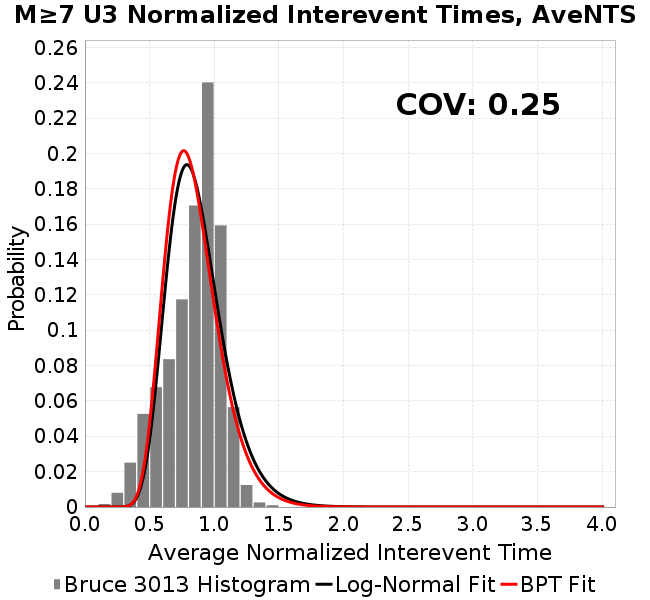 M≥7 U3 Normalized Interevent Times, AveNTS
COV: 0.25
Probability
0.26
0.24
0.22
0.2
0.18
0.16
0.14
0.12
0.1
0.08
0.06
0.04
0.02
0
0.0 0.5 1.0 1.5 2.0 2.5 3.0 3.5 4.0
Average Normalized Interevent Time
Bruce 3013 Histogram Log-Normal Fit BPT Fit